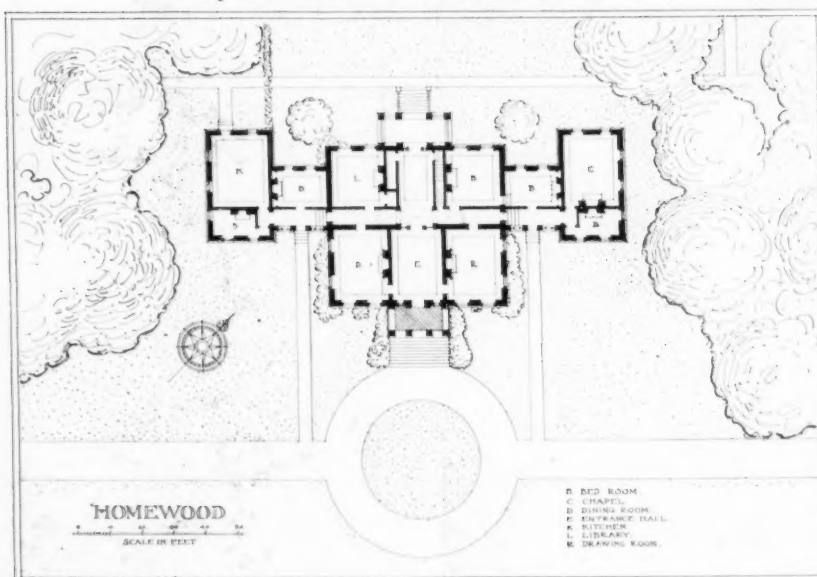 K
L
B
B
C
B
E
R
HOMEWOOD
SCALE IN FEET
B BED ROOM.
C CHAPEL.
D DINING ROOM.
E ENTRANCE HALL.
K KITCHEN
L LIBRARY
R DRAWING ROOM.